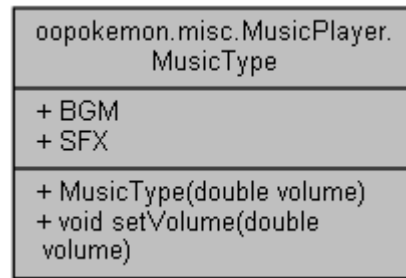 oopokemon.misc.MusicPlayer.
MusicType
+ BGM
+ SFX
+ MusicType(double volume)
+ void setVolume(double
volume)